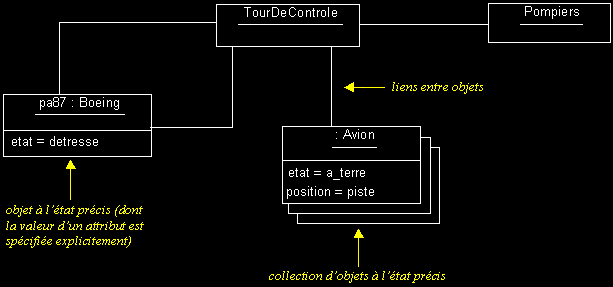 TourDeControle
Pompiers
pa87 : Boeing
etat = detresse
liens entre objets
: Avion
etat = a_terre
position = piste
objet à l'état précis (dont
la valeur d'un attribut est
spécifiée explicitement)
collection d'objets à l'état précis